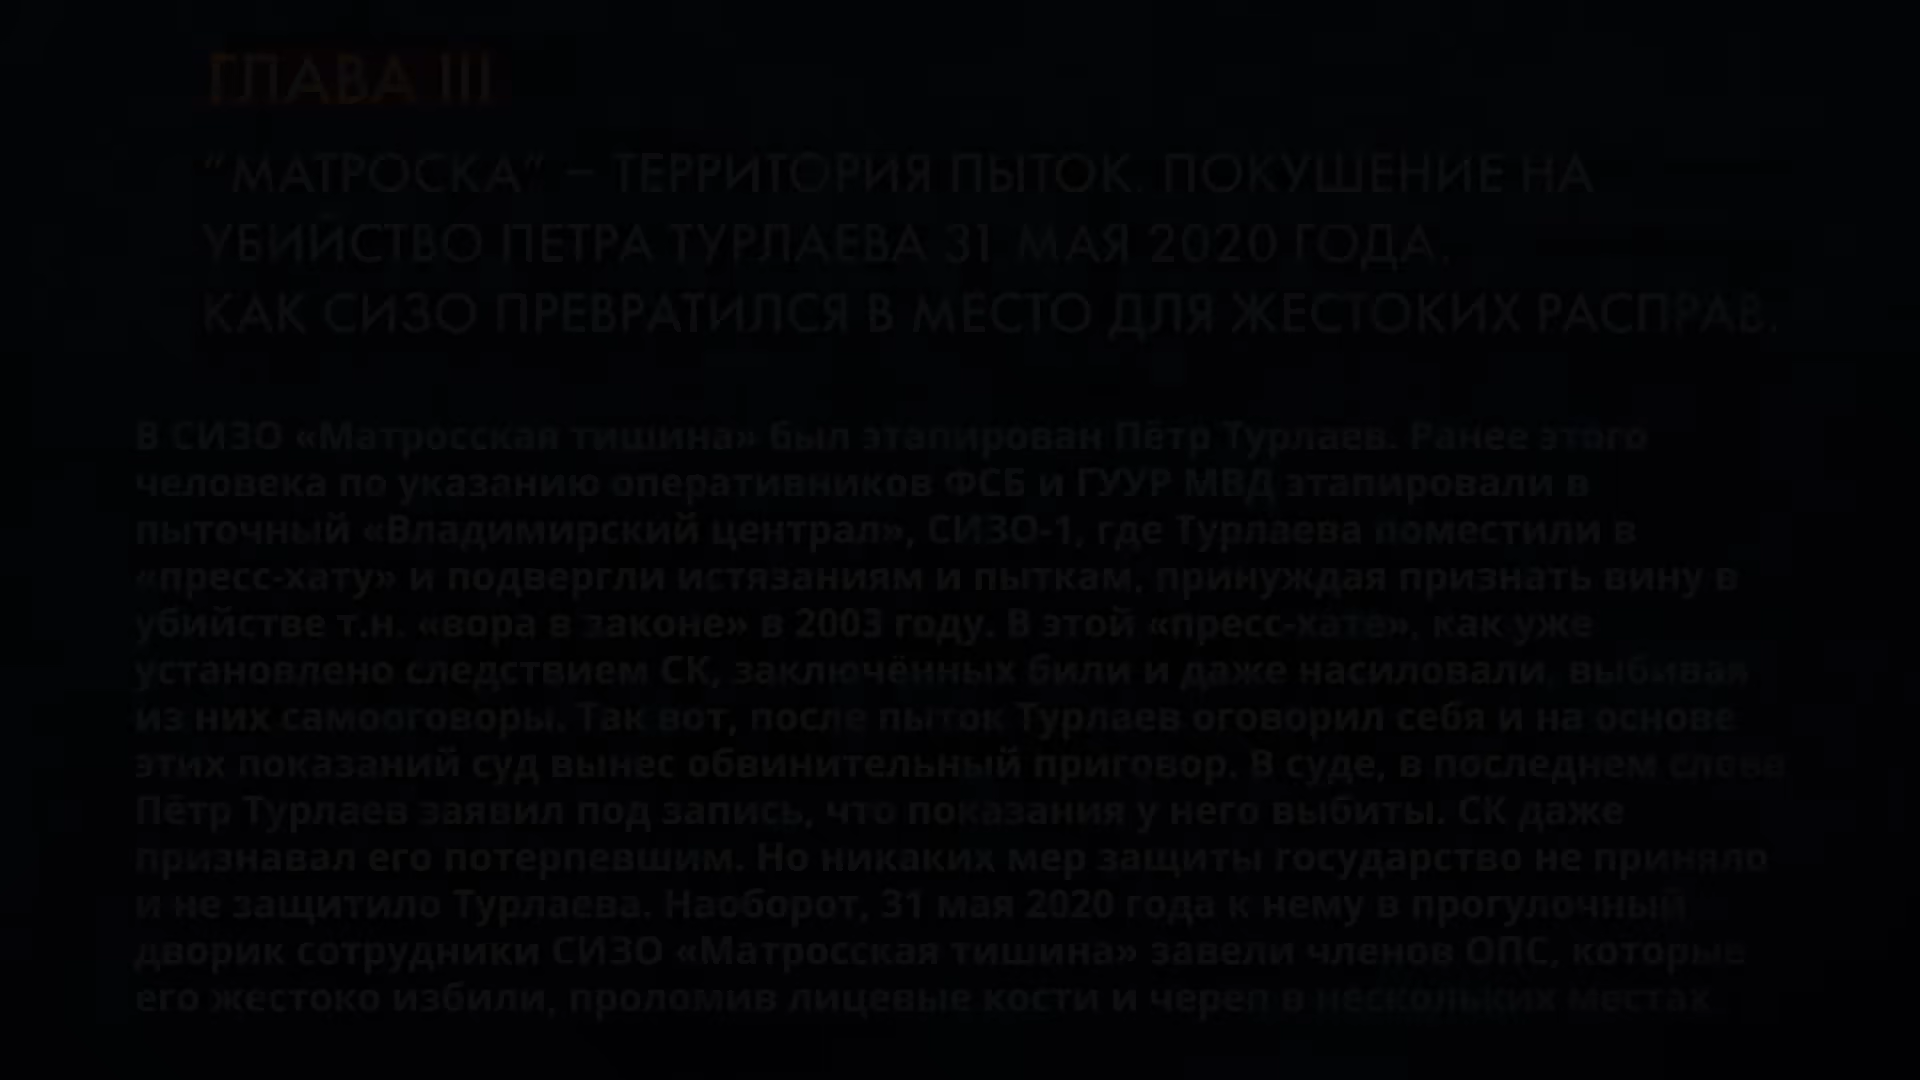 ГЛАВА III
“МАТРОСКА” – ТЕРРИТОРИЯ ПЫТОК. ПОКУШЕНИЕ НА
УБИЙСТВО ПЕТРА ТУРЛАЕВА 31 МАЯ 2020 ГОДА.
КАК СИЗО ПРЕВРАТИЛСЯ В МЕСТО ДЛЯ ЖЕСТОКИХ РАСПРАВ.
В СИЗО «Матросская тишина» был этапирован Пётр Турлаев. Ранее этого
человека по указанию оперативников ФСБ и ГУУР МВД этапировали в
пыточный «Владимирский централ», СИЗО-1, где Турлаева поместили в
«пресс-хату» и подвергли истязаниям и пыткам, принуждая признать вину в
убийстве т.н. «вора в законе» в 2003 году. В этой «пресс-хате», как уже
установлено следствием СК, заключённых били и даже насиловали, выбивая
из них самооговоры. Так вот, после пыток Турлаев оговорил себя и на основе
этих показаний суд вынес обвинительный приговор. В суде, в последнем слове
Пётр Турлаев заявил под запись, что показания у него выбиты. СК даже
признавал его потерпевшим. Но никаких мер защиты государство не приняло
и не защитило Турлаева. Наоборот, 31 мая 2020 года к нему в прогулочный
дворик сотрудники СИЗО «Матросская тишина» завели членов ОПС, которые
его жестоко избили, проломив лицевые кости и череп в нескольких местах